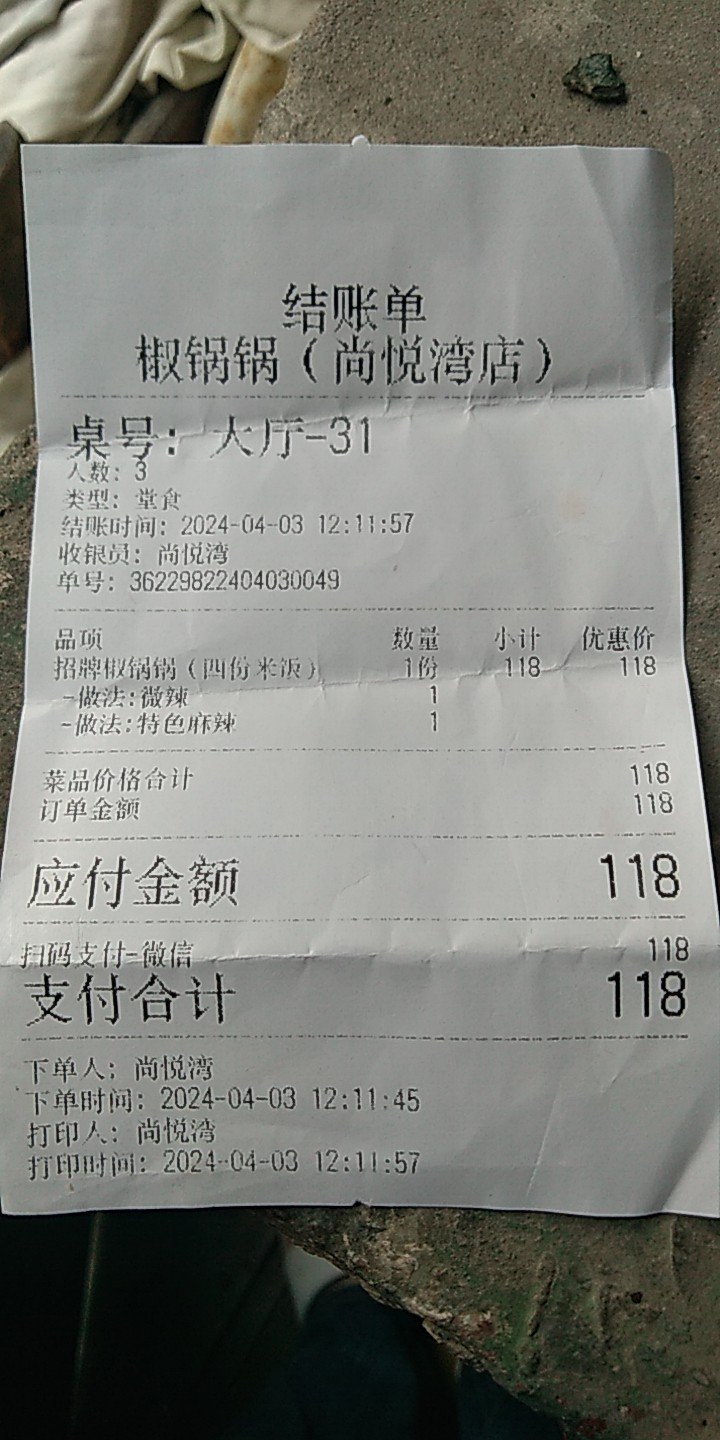 结账单
椒锅锅（尚悦湾店）
桌号: 大厅-31
人数: 3
类型: 堂食
结账时间: 2024-04-03 12:11:57
收银员: 尚悦湾
单号: 36229822404030049
品项 数量 小计 优惠价
招牌椒锅锅（四份米饭） 1份 118 118
-做法:微辣 1
-做法:特色麻辣 1
菜品价格合计 118
订单金额 118
应付金额 118
扫码支付-微信 118
支付合计 118
下单人: 尚悦湾
下单时间: 2024-04-03 12:11:45
打印人: 尚悦湾
打印时间: 2024-04-03 12:11:57